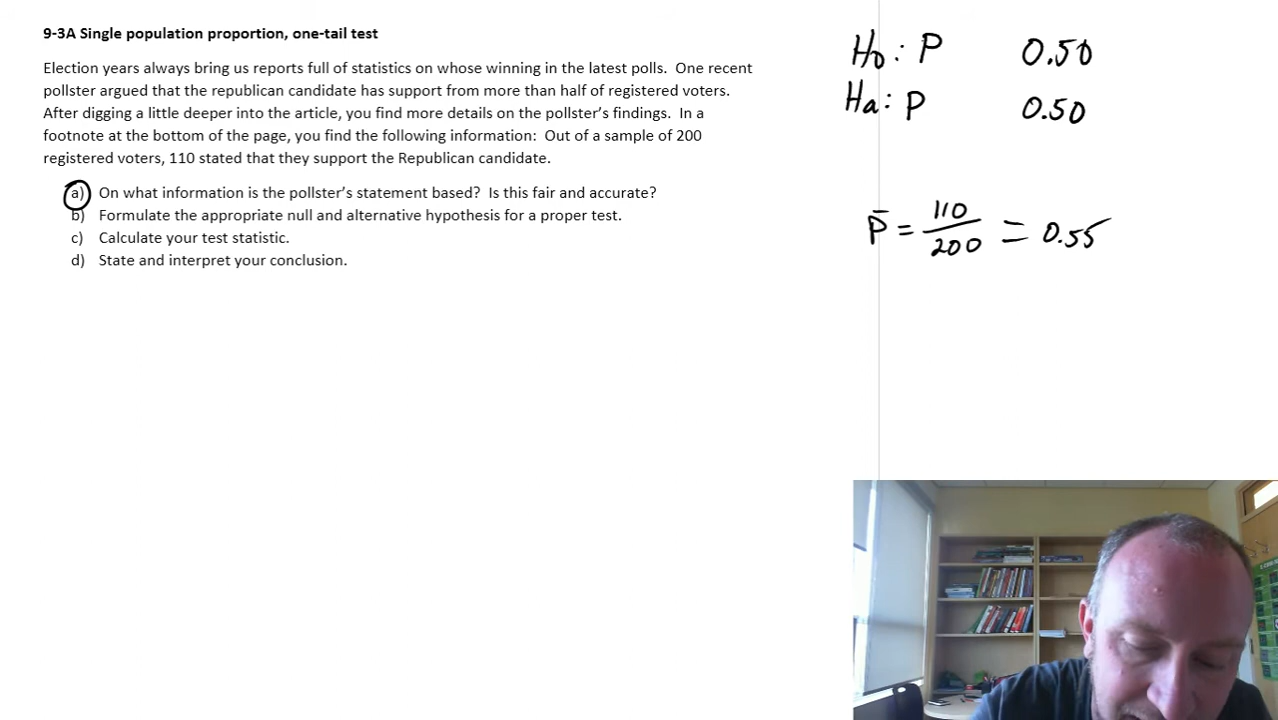 9-3A Single population proportion, one-tail test
Election years always bring us reports full of statistics on whose winning in the latest polls. One recent
pollster argued that the republican candidate has support from more than half of registered voters.
After digging a little deeper into the article, you find more details on the pollster's findings. In a
footnote at the bottom of the page, you find the following information: Out of a sample of 200
registered voters, 110 stated that they support the Republican candidate.
a) On what information is the pollster's statement based? Is this fair and accurate?
b) Formulate the appropriate null and alternative hypothesis for a proper test.
c) Calculate your test statistic.
d) State and interpret your conclusion.
Ho: P 0.50
Ha: P 0.50
p̄ = 110/200 = 0.55